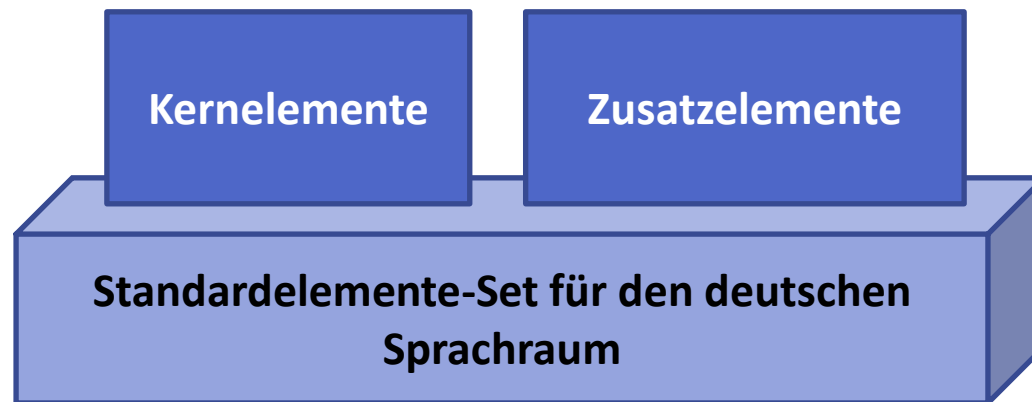 Kernelemente
Zusatzelemente
Standardelemente-Set für den deutschen
Sprachraum